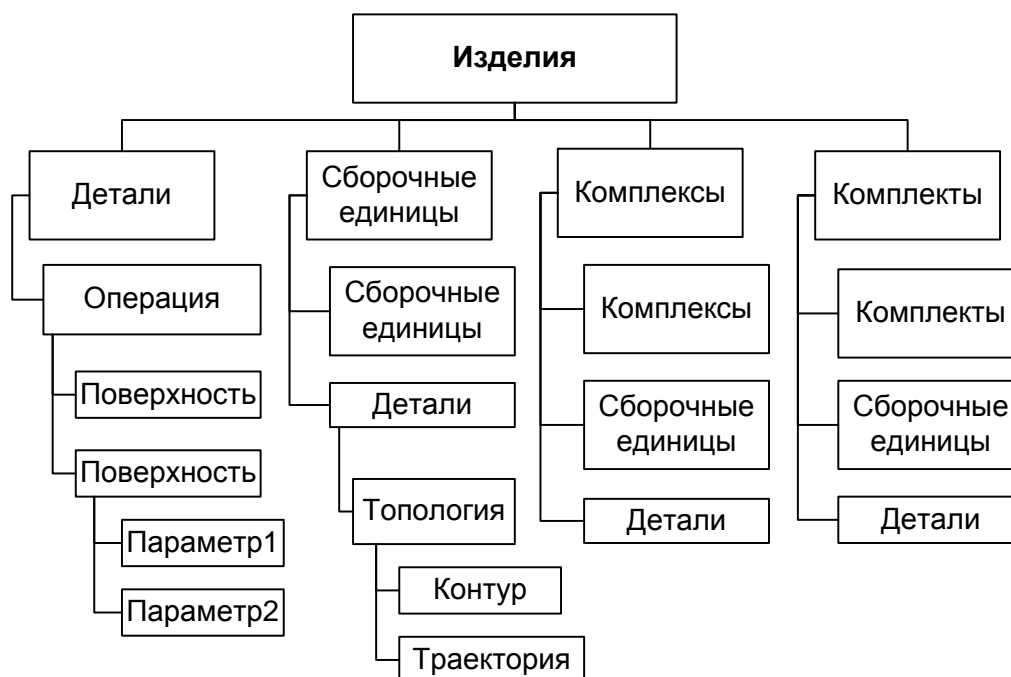 Изделия
Детали
Операция
Поверхность
Поверхность
Параметр1
Параметр2
Сборочные
единицы
Сборочные
единицы
Детали
Топология
Контур
Траектория
Комплексы
Комплексы
Сборочные
единицы
Детали
Комплекты
Комплекты
Сборочные
единицы
Детали